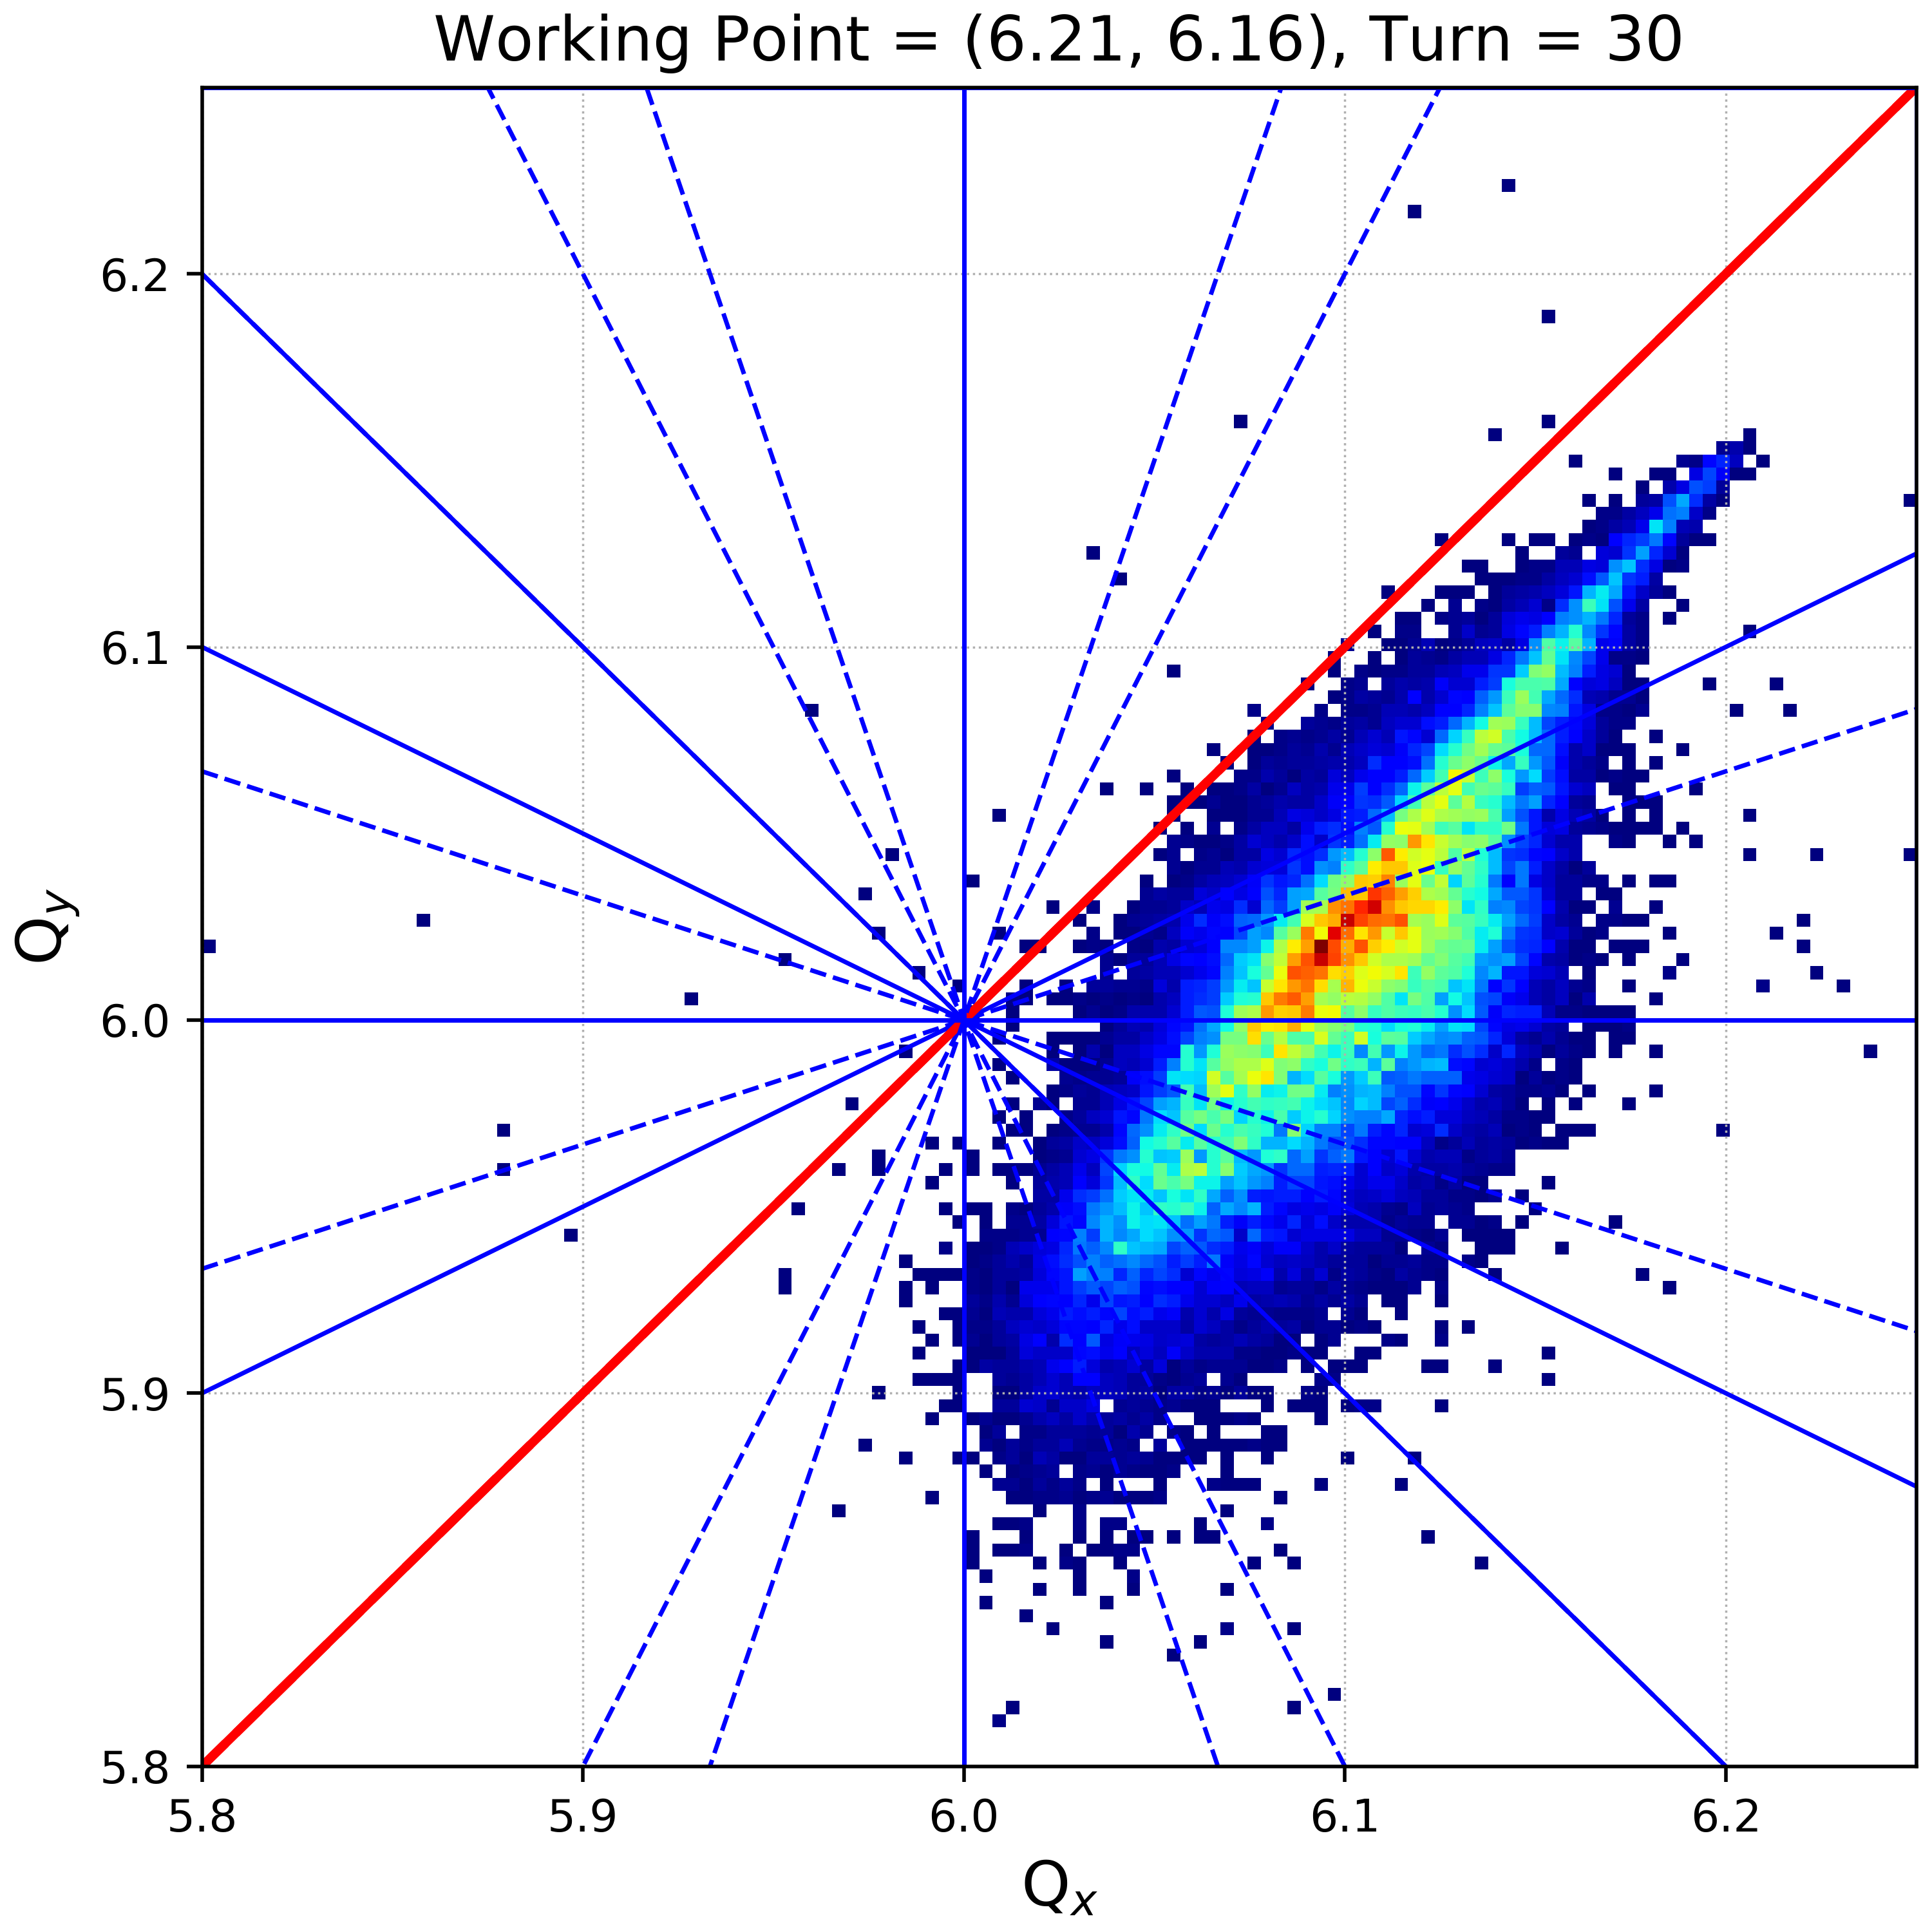 Working Point = (6.21, 6.16), Turn = 30
6.2
6.1
6.0
5.9
5.8
Qy
5.8 5.9 6.0 6.1 6.2
Qx